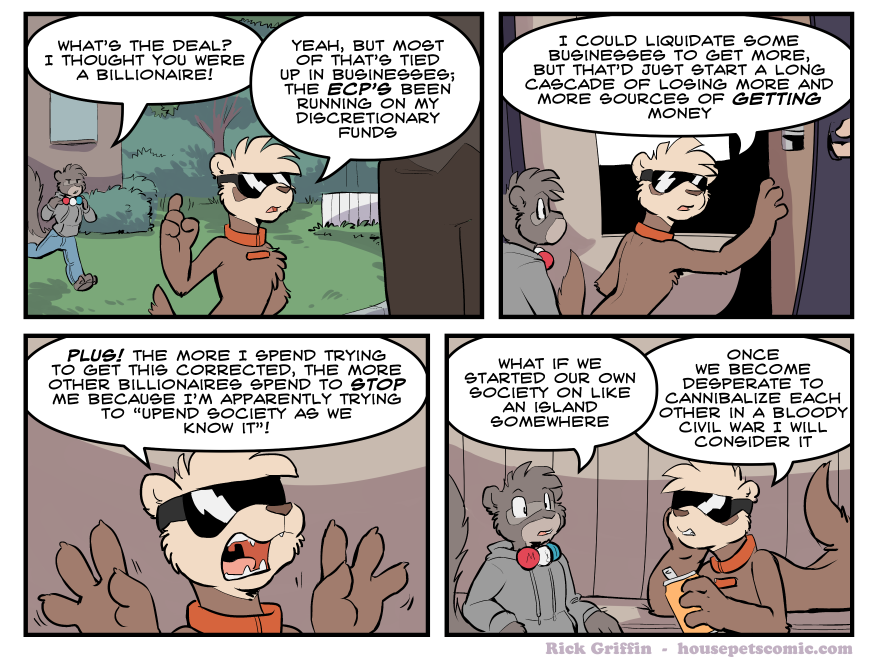 WHAT'S THE DEAL?
I THOUGHT YOU WERE
A BILLIONAIRE!
YEAH, BUT MOST
OF THAT'S TIED
UP IN BUSINESSES;
THE ECP'S BEEN
RUNNING ON MY
DISCRETIONARY
FUNDS
I COULD LIQUIDATE SOME
BUSINESSES TO GET MORE,
BUT THAT'D JUST START A LONG
CASCADE OF LOSING MORE AND
MORE SOURCES OF GETTING
MONEY
PLUS! THE MORE I SPEND TRYING
TO GET THIS CORRECTED, THE MORE
OTHER BILLIONAIRES SPEND TO STOP
ME BECAUSE I'M APPARENTLY TRYING
TO "UPEND SOCIETY AS WE
KNOW IT"!
WHAT IF WE
STARTED OUR OWN
SOCIETY ON LIKE
AN ISLAND
SOMEWHERE
ONCE
WE BECOME
DESPERATE TO
CANNIBALIZE EACH
OTHER IN A BLOODY
CIVIL WAR I WILL
CONSIDER IT
M
Rick Griffin - housepetscomic.com